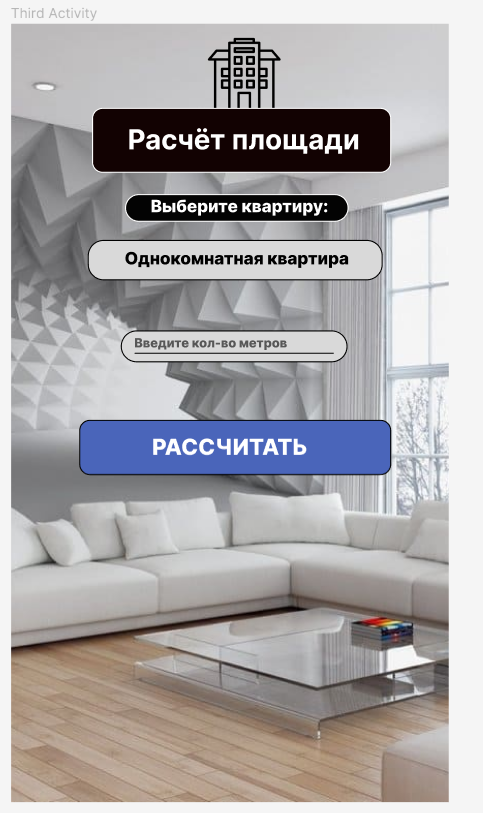 Third Activity
Расчёт площади
Выберите квартиру:
Однокомнатная квартира
Введите кол-во метров
РАССЧИТАТЬ